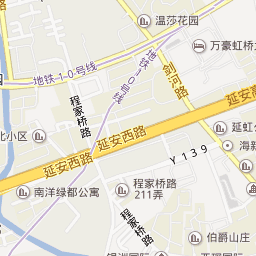 温莎花园
万豪虹桥大
地铁10号线
地铁10号线
剑河路
程家桥路
延安高
北小区
延安西路
延安西路
延虹
海新
Y139
程家桥路
程家桥路
211弄
南洋绿都公寓
伯爵山庄